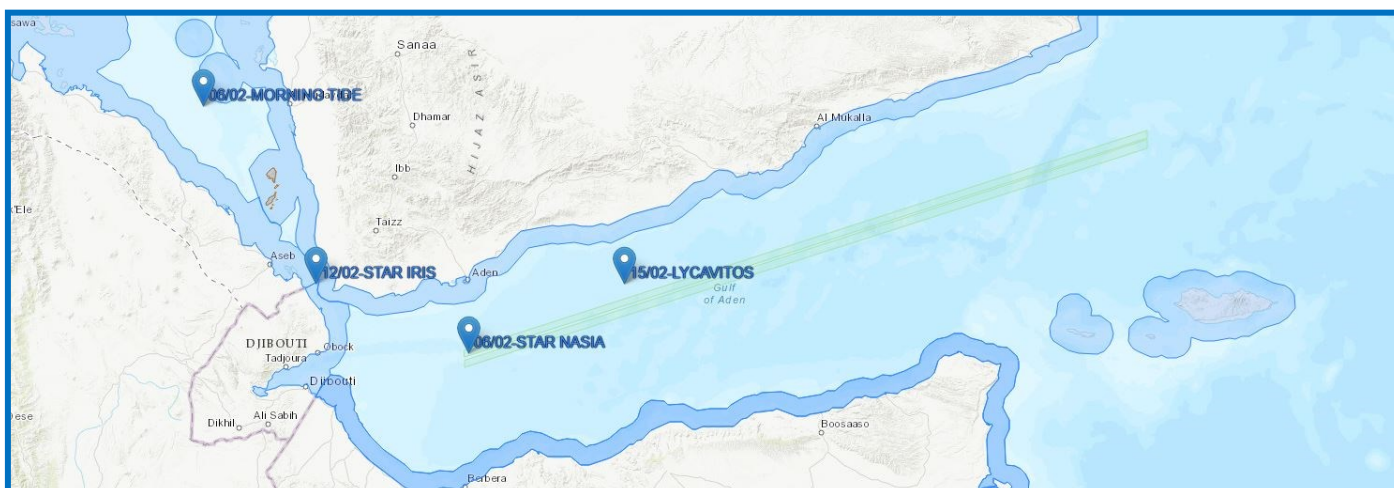 sawa
Sanaa
06/02-MORNING TIDE
HIJAZ ASIR
Dhamar
Al Mukalla
Ibb
r'Ele
Taizz
Aseb
12/02-STAR IRIS
Aden
15/02-LYCAVITOS
Gulf
of Aden
06/02-STAR NASIA
DJIBOUTI
Obock
Tadjoura
Djibouti
Dese
Dikhil
Ali Sabih
Boosaaso
Berbera